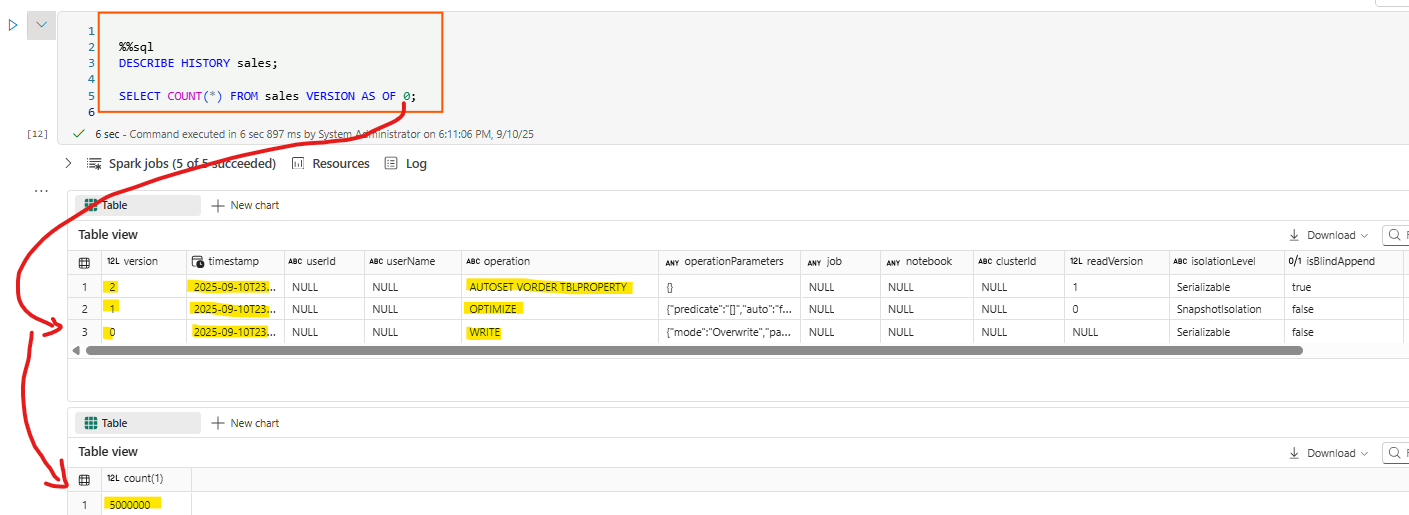 1
2 %%sql
3 DESCRIBE HISTORY sales;
4
5 SELECT COUNT(*) FROM sales VERSION AS OF 0;
6
[12] 6 sec - Command executed in 6 sec 897 ms by System Administrator on 6:11:06 PM, 9/10/25
Spark jobs (5 of 5 succeeded) Resources Log
...
Table New chart
Table view Download
12L version timestamp ABC userId ABC userName ABC operation ANY operationParameters ANY job ANY notebook ANY clusterId 12L readVersion ABC isolationLevel 0/1 isBlindAppend
1 2 2025-09-10T23... NULL NULL AUTOSET VORDER TBLPROPERTY {} NULL NULL NULL 1 Serializable true
2 1 2025-09-10T23... NULL NULL OPTIMIZE {"predicate":"[]","auto":"f... NULL NULL NULL 0 SnapshotIsolation false
3 0 2025-09-10T23... NULL NULL WRITE {"mode":"Overwrite","pa... NULL NULL NULL NULL Serializable false
Table New chart
Table view Download
12L count(1)
1 5000000